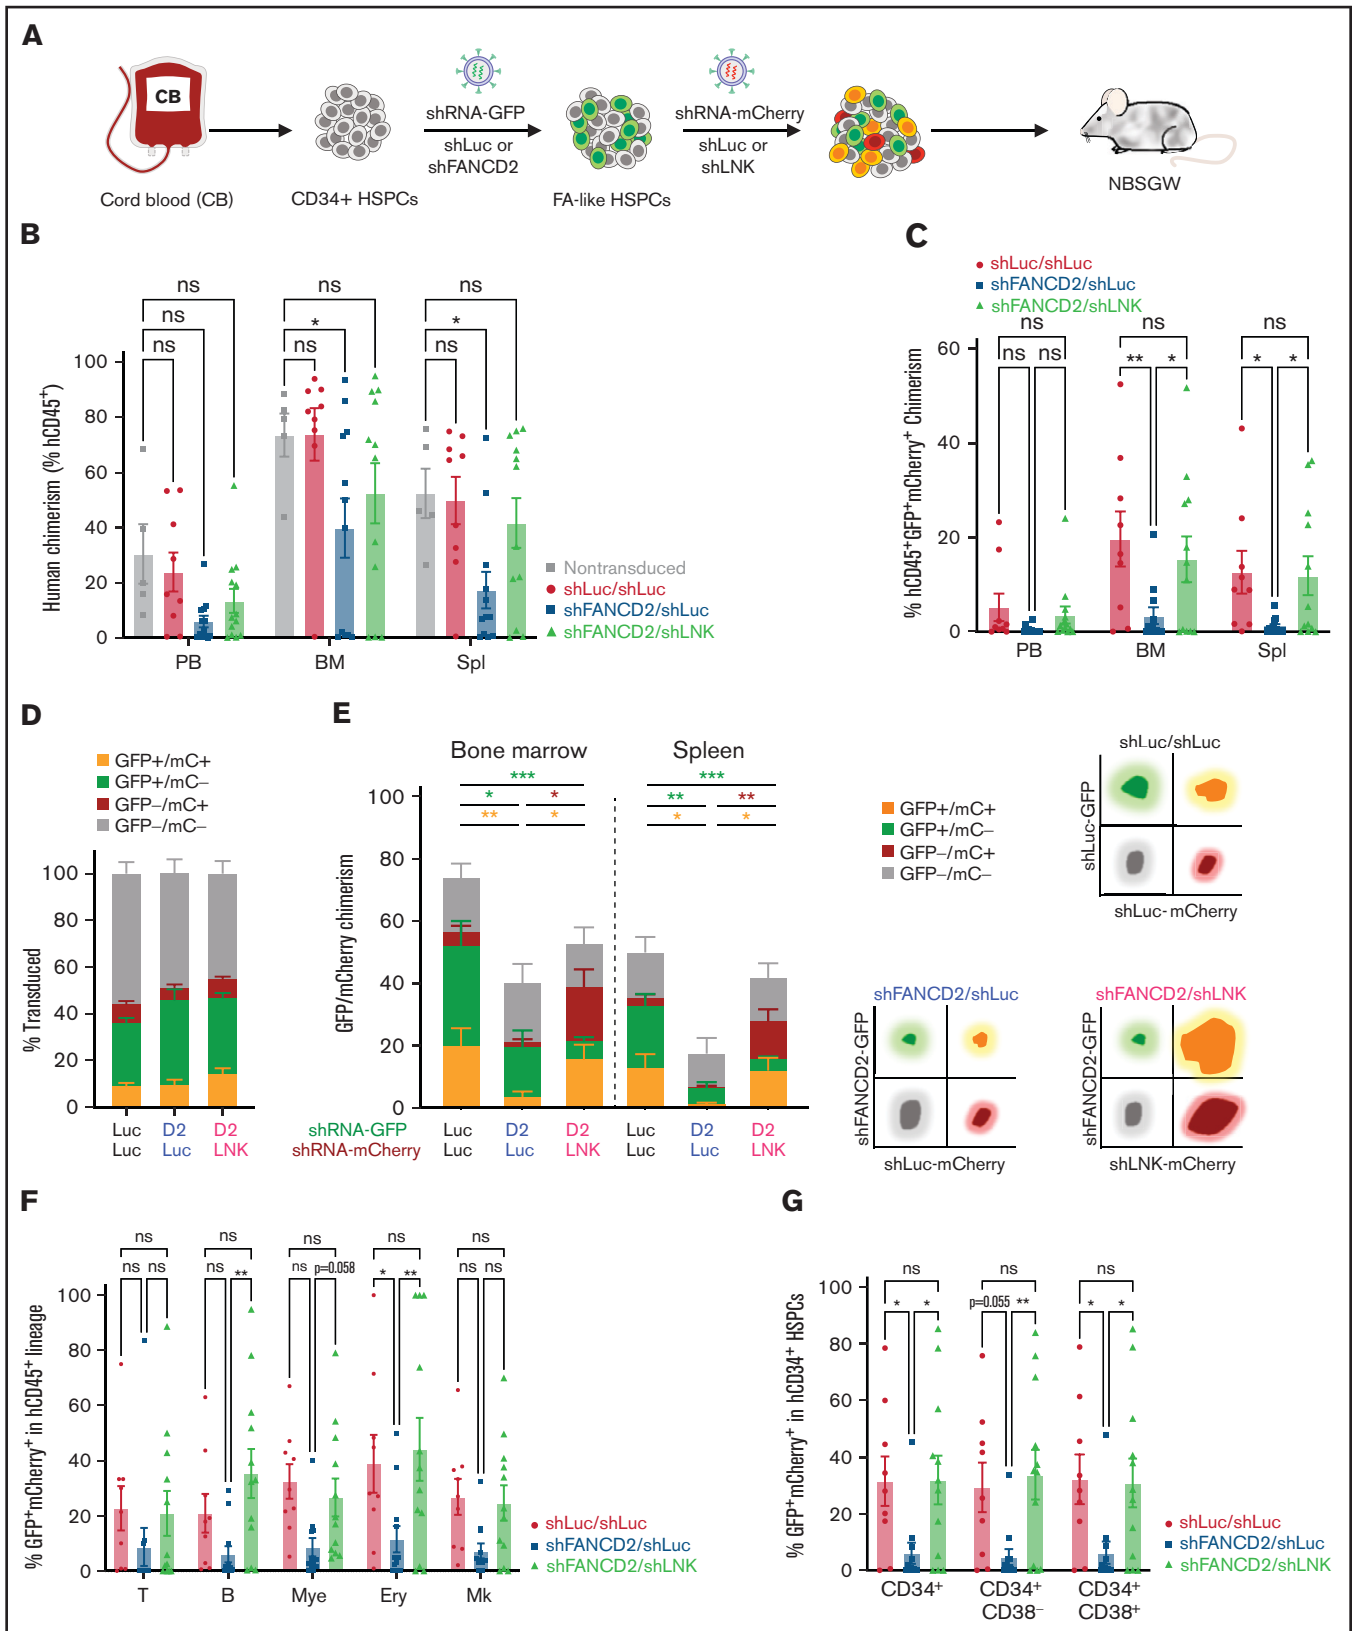 A
CB
shRNA-GFP
shLuc or
shFANCD2
shRNA-mCherry
shLuc or
shLNK
Cord blood (CB)
CD34+ HSPCs
FA-like HSPCs
NBSGW
B
ns ns ns
ns * *
ns ns ns
Human chimerism (% hCD45⁺)
100
80
60
40
20
0
PB BM Spl
Nontransduced
shLuc/shLuc
shFANCD2/shLuc
shFANCD2/shLNK
C
shLuc/shLuc
shFANCD2/shLuc
shFANCD2/shLNK
ns ns ns
ns ns ** * * *
% hCD45⁺GFP⁺mCherry⁺ Chimerism
60
40
20
0
PB BM Spl
D
GFP+/mC+
GFP+/mC−
GFP−/mC+
GFP−/mC−
% Transduced
100
80
60
40
20
0
Luc D2 D2
Luc Luc LNK
E
Bone marrow Spleen
*** ***
* * ** **
** * * *
GFP/mCherry chimerism
100
80
60
40
20
0
shRNA-GFP Luc D2 D2 Luc D2 D2
shRNA-mCherry Luc Luc LNK Luc Luc LNK
GFP+/mC+
GFP+/mC−
GFP−/mC+
GFP−/mC−
shLuc/shLuc
shLuc-GFP
shLuc-mCherry
shFANCD2/shLuc
shFANCD2-GFP
shLuc-mCherry
shFANCD2/shLNK
shFANCD2-GFP
shLNK-mCherry
F
ns ns ns ns ns
ns ns ns ** ns p=0.058 * ** ns ns
% GFP⁺mCherry⁺ in hCD45⁺ lineage
100
80
60
40
20
0
T B Mye Ery Mk
shLuc/shLuc
shFANCD2/shLuc
shFANCD2/shLNK
G
ns ns ns
* * p=0.055 ** * *
% GFP⁺mCherry⁺ in hCD34⁺ HSPCs
100
80
60
40
20
0
CD34⁺ CD34⁺ CD34⁺
CD38⁻ CD38⁺
shLuc/shLuc
shFANCD2/shLuc
shFANCD2/shLNK